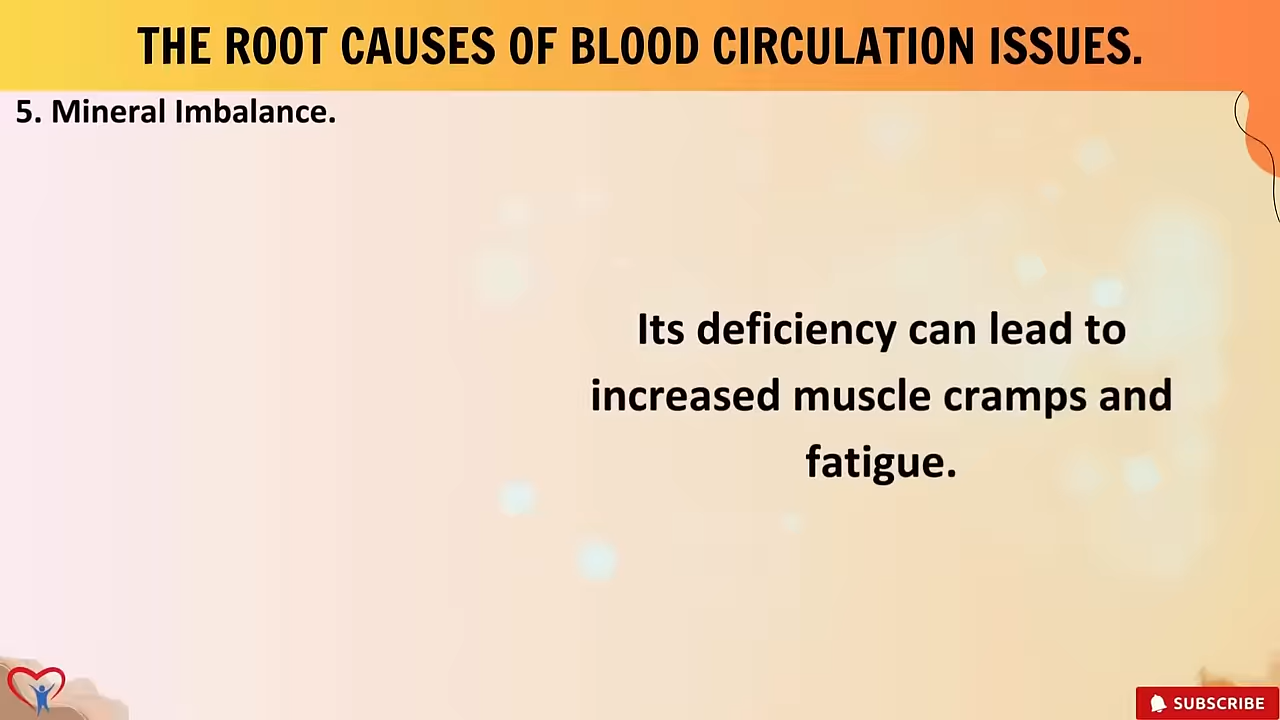 THE ROOT CAUSES OF BLOOD CIRCULATION ISSUES.
5. Mineral Imbalance.
Its deficiency can lead to
increased muscle cramps and
fatigue.
SUBSCRIBE